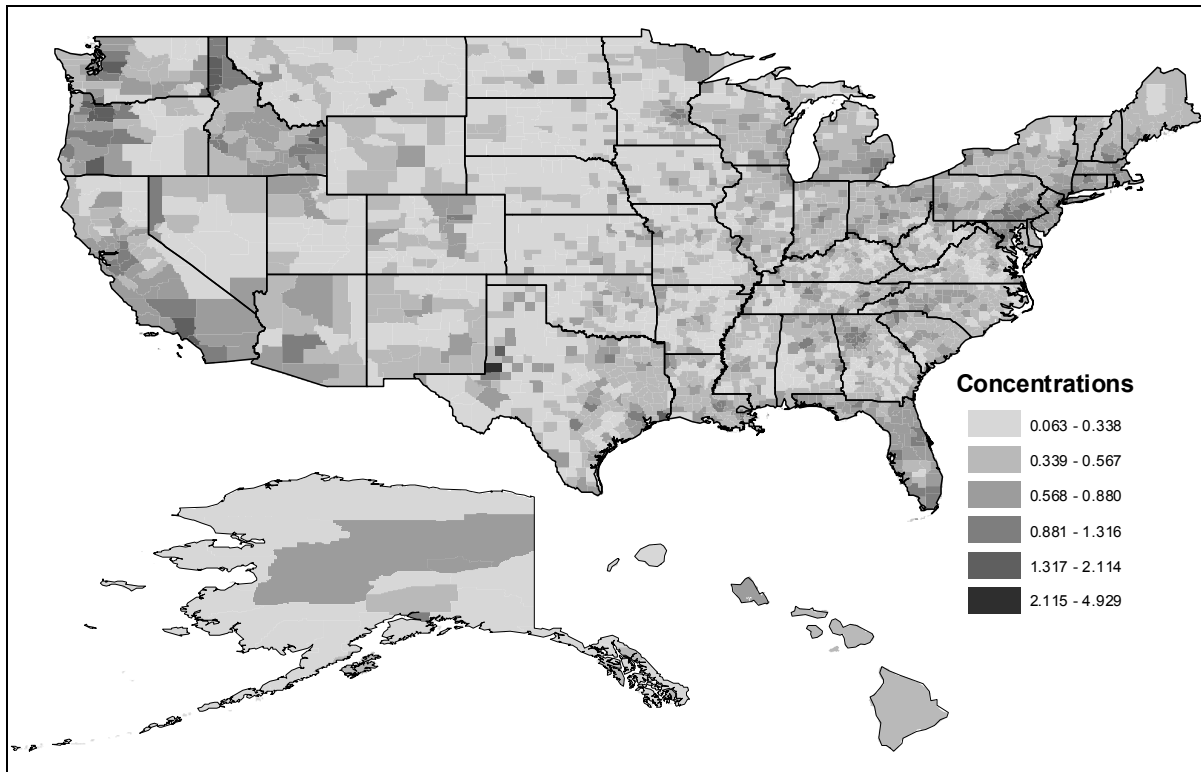 Concentrations
0.063 - 0.338
0.339 - 0.567
0.568 - 0.880
0.881 - 1.316
1.317 - 2.114
2.115 - 4.929